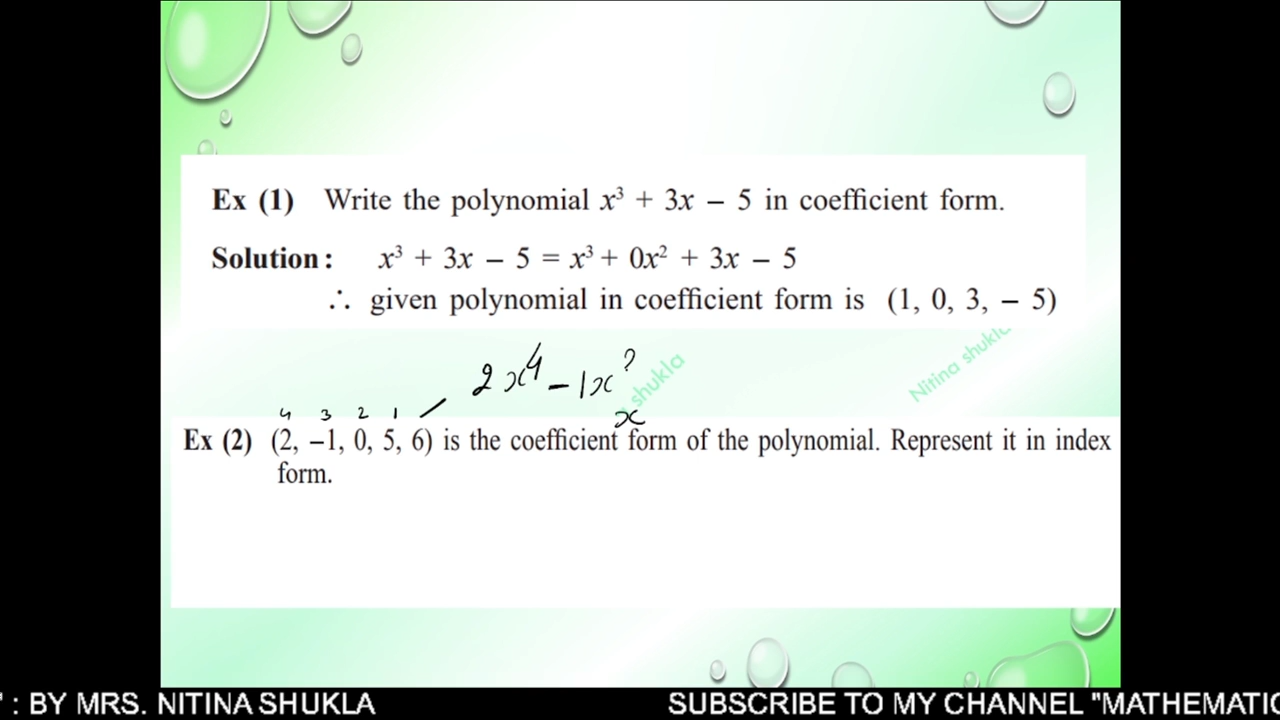 Ex (1) Write the polynomial x³ + 3x – 5 in coefficient form.
Solution : x³ + 3x – 5 = x³ + 0x² + 3x – 5
∴ given polynomial in coefficient form is (1, 0, 3, – 5)
Nitina shukla
shukla
2x⁴ – 1x
x
4 3 2 1
Ex (2) (2, –1, 0, 5, 6) is the coefficient form of the polynomial. Represent it in index
form.
" : BY MRS. NITINA SHUKLA
SUBSCRIBE TO MY CHANNEL "MATHEMATIC